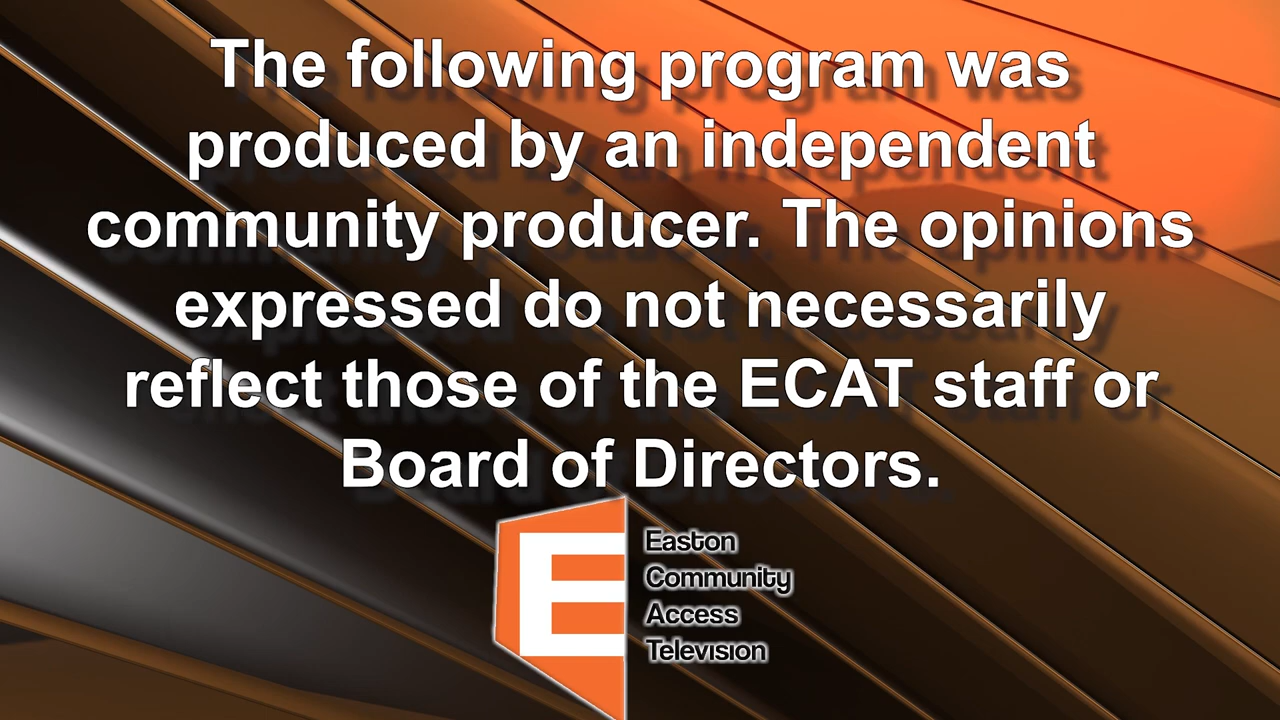 The following program was
produced by an independent
community producer. The opinions
expressed do not necessarily
reflect those of the ECAT staff or
Board of Directors.
E
Easton
Community
Access
Television